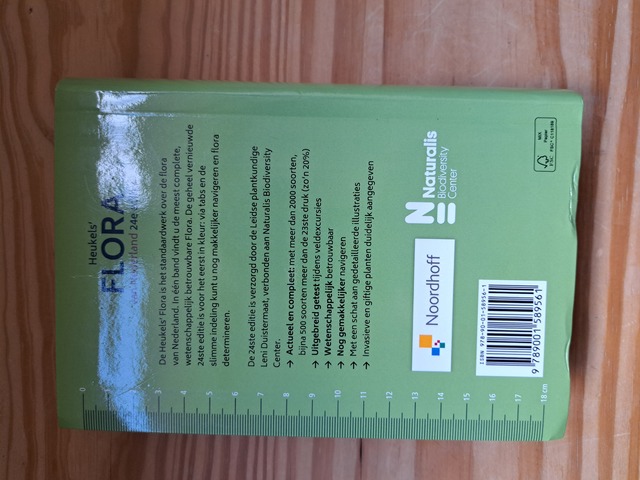 Heukels'
FLORA
van Nederland 24e
De Heukels' Flora is het standaardwerk over de flora
van Nederland. In één band vindt u de meest complete,
wetenschappelijk betrouwbare Flora. De geheel vernieuwde
24ste editie is voor het eerst in kleur: via tabs en de
slimme indeling kunt u nog makkelijker navigeren en flora
determineren.
De 24ste editie is verzorgd door de Leidse plantkundige
Leni Duistermaat, verbonden aan Naturalis Biodiversity
Center.
→ Actueel en compleet: met meer dan 2000 soorten,
bijna 500 soorten meer dan de 23ste druk (zo'n 20%)
→ Uitgebreid getest tijdens veldexcursies
→ Wetenschappelijk betrouwbaar
→ Nog gemakkelijker navigeren
→ Met een schat aan gedetailleerde illustraties
→ Invasieve en giftige planten duidelijk aangegeven
Noordhoff
Naturalis
Biodiversity
Center
ISBN 978-90-01-58956-1
9 789001 589561
FSC
MIX
Papier
FSC® C118189
0
1
2
3
4
5
6
7
8
9
10
11
12
13
14
15
16
17
18 cm